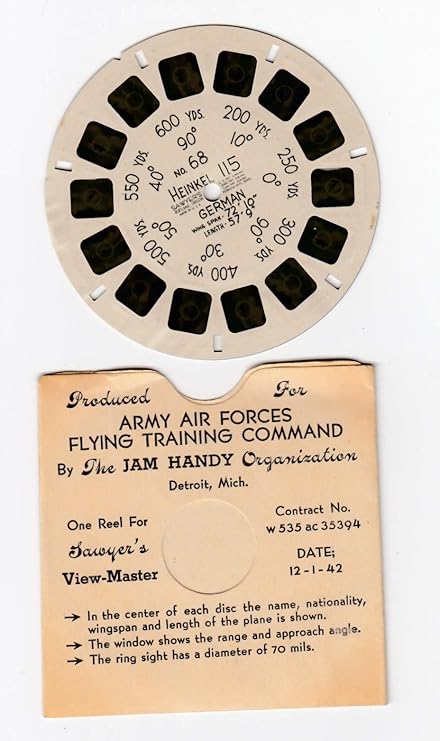 No. 68
HEINKEL 115
SAWYER'S
GERMAN
WING SPAN - 72' 10"
LENGTH - 57' 9"
600 YDS.
90°
200 YDS.
10°
250 YDS.
0°
300 YDS.
90°
400 YDS.
30°
500 YDS.
50°
550 YDS.
40°
Produced For
ARMY AIR FORCES
FLYING TRAINING COMMAND
By The JAM HANDY Organization
Detroit, Mich.
One Reel For
Sawyer's
View-Master
Contract No.
w 535 ac 35394
DATE;
12-1-42
→ In the center of each disc the name, nationality,
wingspan and length of the plane is shown.
→ The window shows the range and approach angle.
→ The ring sight has a diameter of 70 mils.